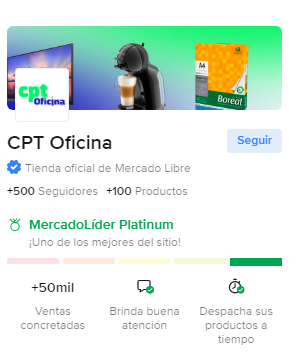 A4
Boreal
cpt
Oficina
CPT Oficina
Seguir
Tienda oficial de Mercado Libre
+500 Seguidores +100 Productos
MercadoLíder Platinum
¡Uno de los mejores del sitio!
+50mil
Ventas
concretadas
Brinda buena
atención
Despacha sus
productos a
tiempo